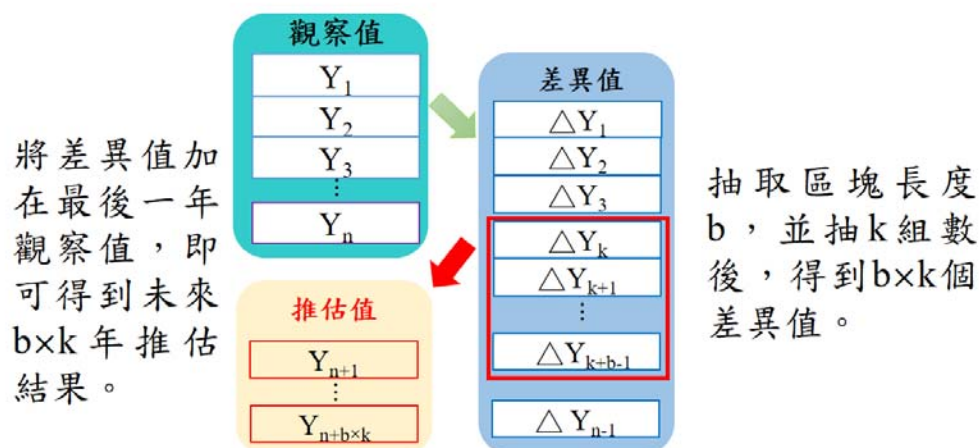 將差異值加
在最後一年
觀察值，即
可得到未來
b×k 年推估
結果。
觀察值
Y₁
Y₂
Y₃
⋮
Yₙ
差異值
△Y₁
△Y₂
△Y₃
△Yₖ
△Yₖ₊₁
⋮
△Yₖ₊b₋₁
△ Yₙ₋₁
推估值
Yₙ₊₁
⋮
Yₙ₊b×ₖ
抽取區塊長度
b，並抽k組數
後，得到b×k個
差異值。